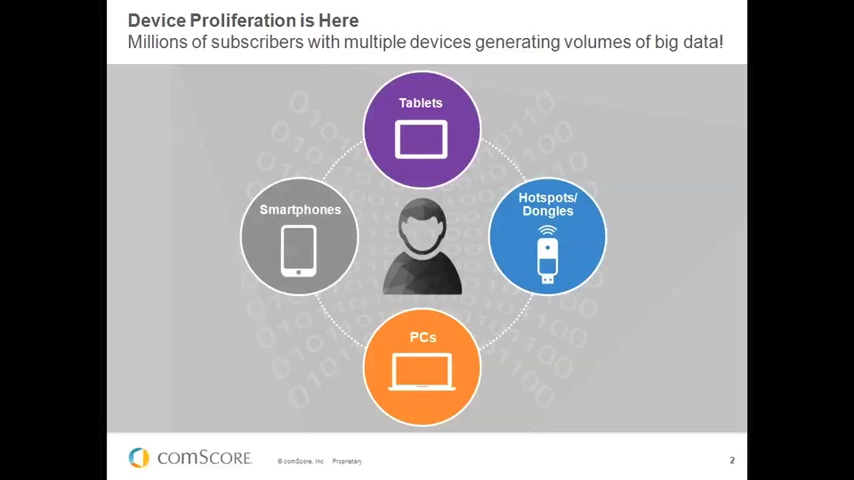 Device Proliferation is Here
Millions of subscribers with multiple devices generating volumes of big data!
Tablets
Smartphones
Hotspots/
Dongles
PCs
comSCORE.
© comScore, Inc. Proprietary.
2